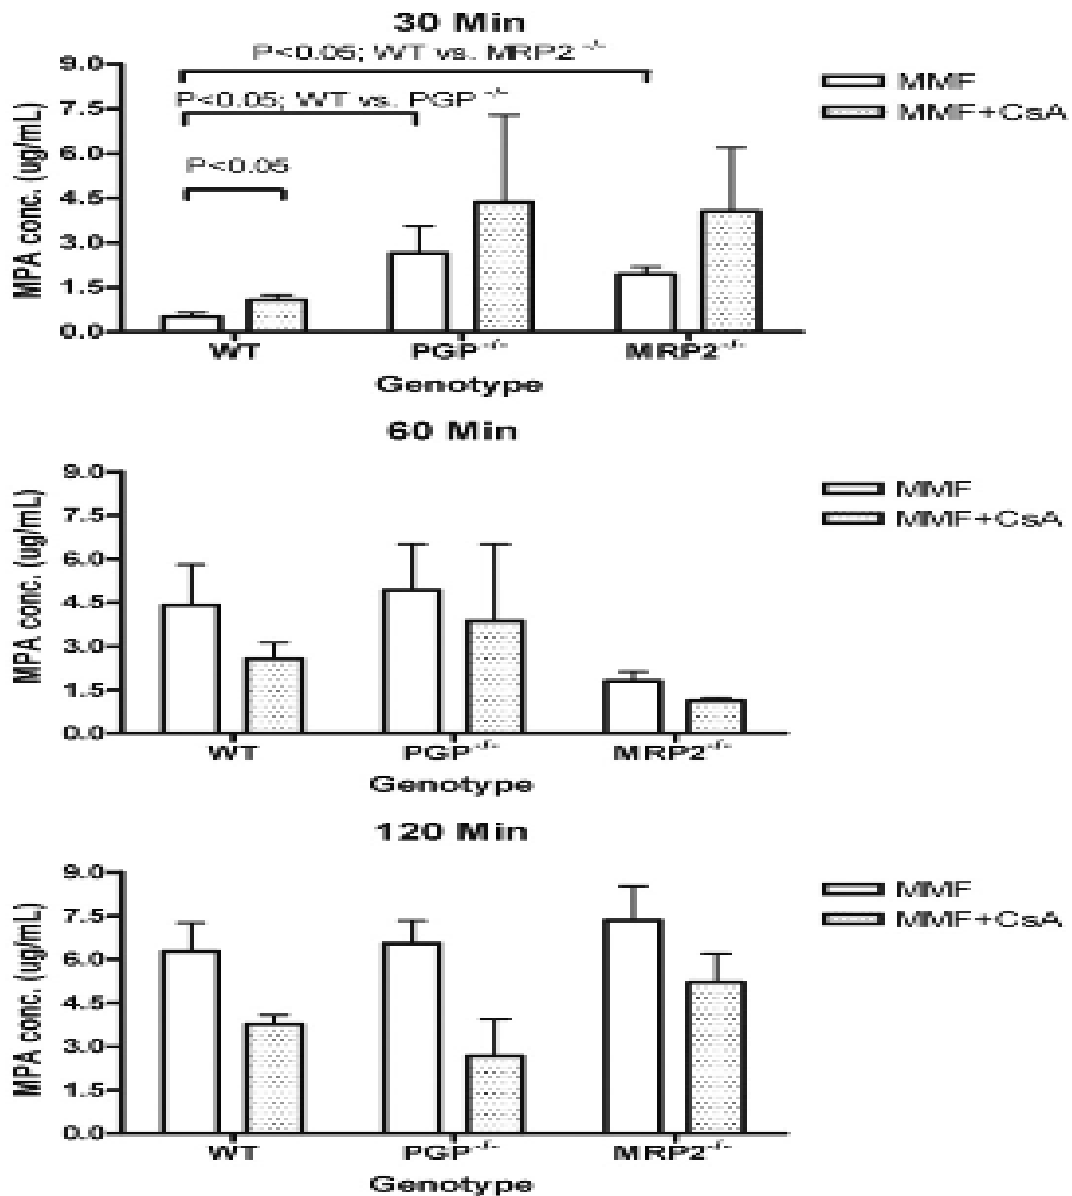 30 Min
P<0.05; WT vs. MRP2 -/-
P<0.05; WT vs. PGP -/-
P<0.05
MPA conc. (ug/mL)
9.0
7.5
6.0
4.5
3.0
1.5
0.0
WT
PGP-/-
MRP2-/-
Genotype
MMF
MMF+CsA
60 Min
MPA conc. (ug/mL)
9.0
7.5
6.0
4.5
3.0
1.5
0.0
WT
PGP-/-
MRP2-/-
Genotype
MMF
MMF+CsA
120 Min
MPA conc. (ug/mL)
9.0
7.5
6.0
4.5
3.0
1.5
0.0
WT
PGP-/-
MRP2-/-
Genotype
MMF
MMF+CsA